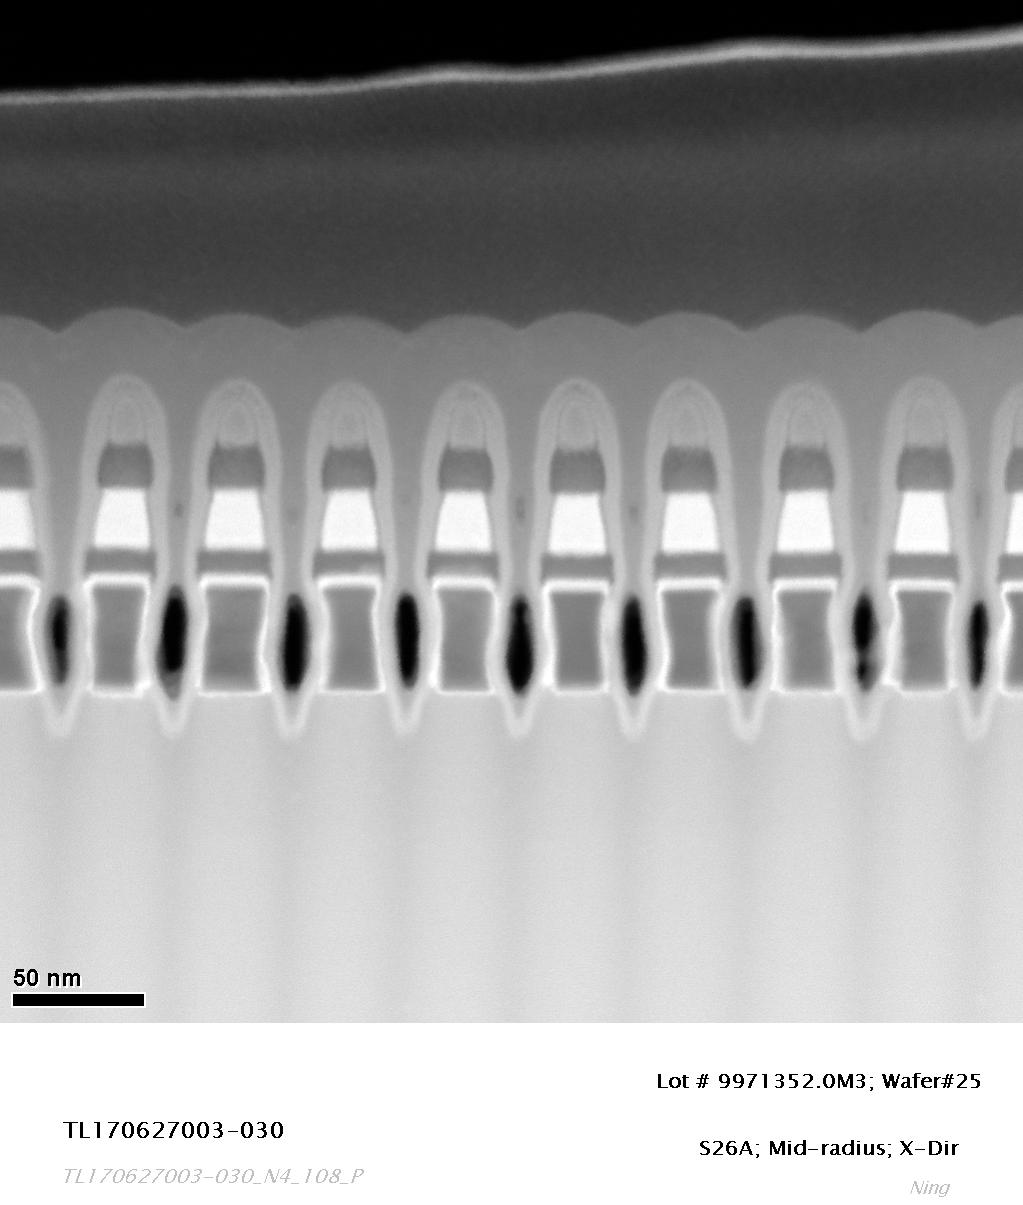 50 nm
Lot # 9971352.0M3; Wafer#25
TL170627003-030
S26A; Mid-radius; X-Dir
TL170627003-030_N4_108_P
Ning